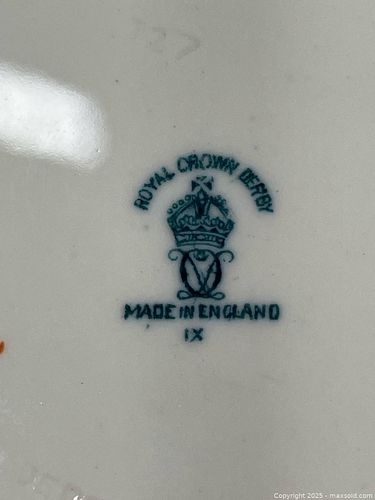 ROYAL CROWN DERBY
MADE IN ENGLAND
IX
Copyright 2025 - maxsold.com